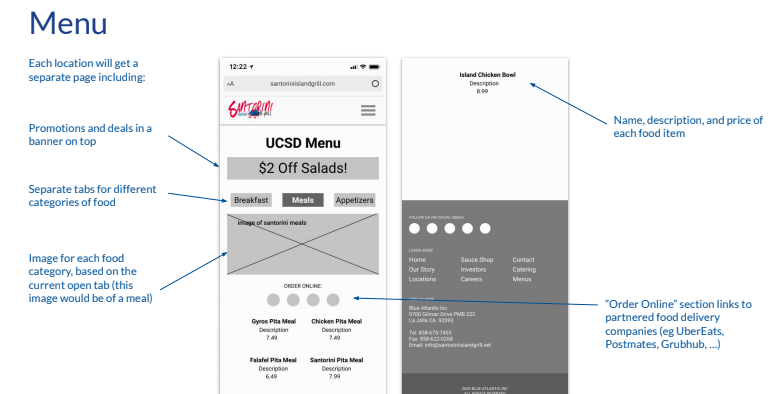 Menu
Each location will get a
separate page including:
Promotions and deals in a
banner on top
Separate tabs for different
categories of food
Image for each food
category, based on the
current open tab (this
image would be of a meal)
12:22
AA
santoriniislandgrill.com
SANTORINI
UCSD Menu
$2 Off Salads!
Breakfast Meals Appetizers
image of santorini meals
ORDER ONLINE:
Gyros Pita Meal Chicken Pita Meal
Description Description
7.49 7.49
Falafel Pita Meal Santorini Pita Meal
Description Description
6.49 7.99
Island Chicken Bowl
Description
8.99
FOLLOW US ON SOCIAL MEDIA
LEARN MORE
Home Sauce Shop Contact
Our Story Investors Catering
Locations Careers Menus
Blue Atlantis Inc
9700 Gilman Drive PMB 222
La Jolla CA, 92093
Tel: 858-675-7455
Fax: 858-622-0268
Email: info@santoriniislandgrill.net
2020 BLUE ATLANTIS INC
ALL RIGHTS RESERVED
Name, description, and price of
each food item
“Order Online” section links to
partnered food delivery
companies (eg UberEats,
Postmates, Grubhub, ...)